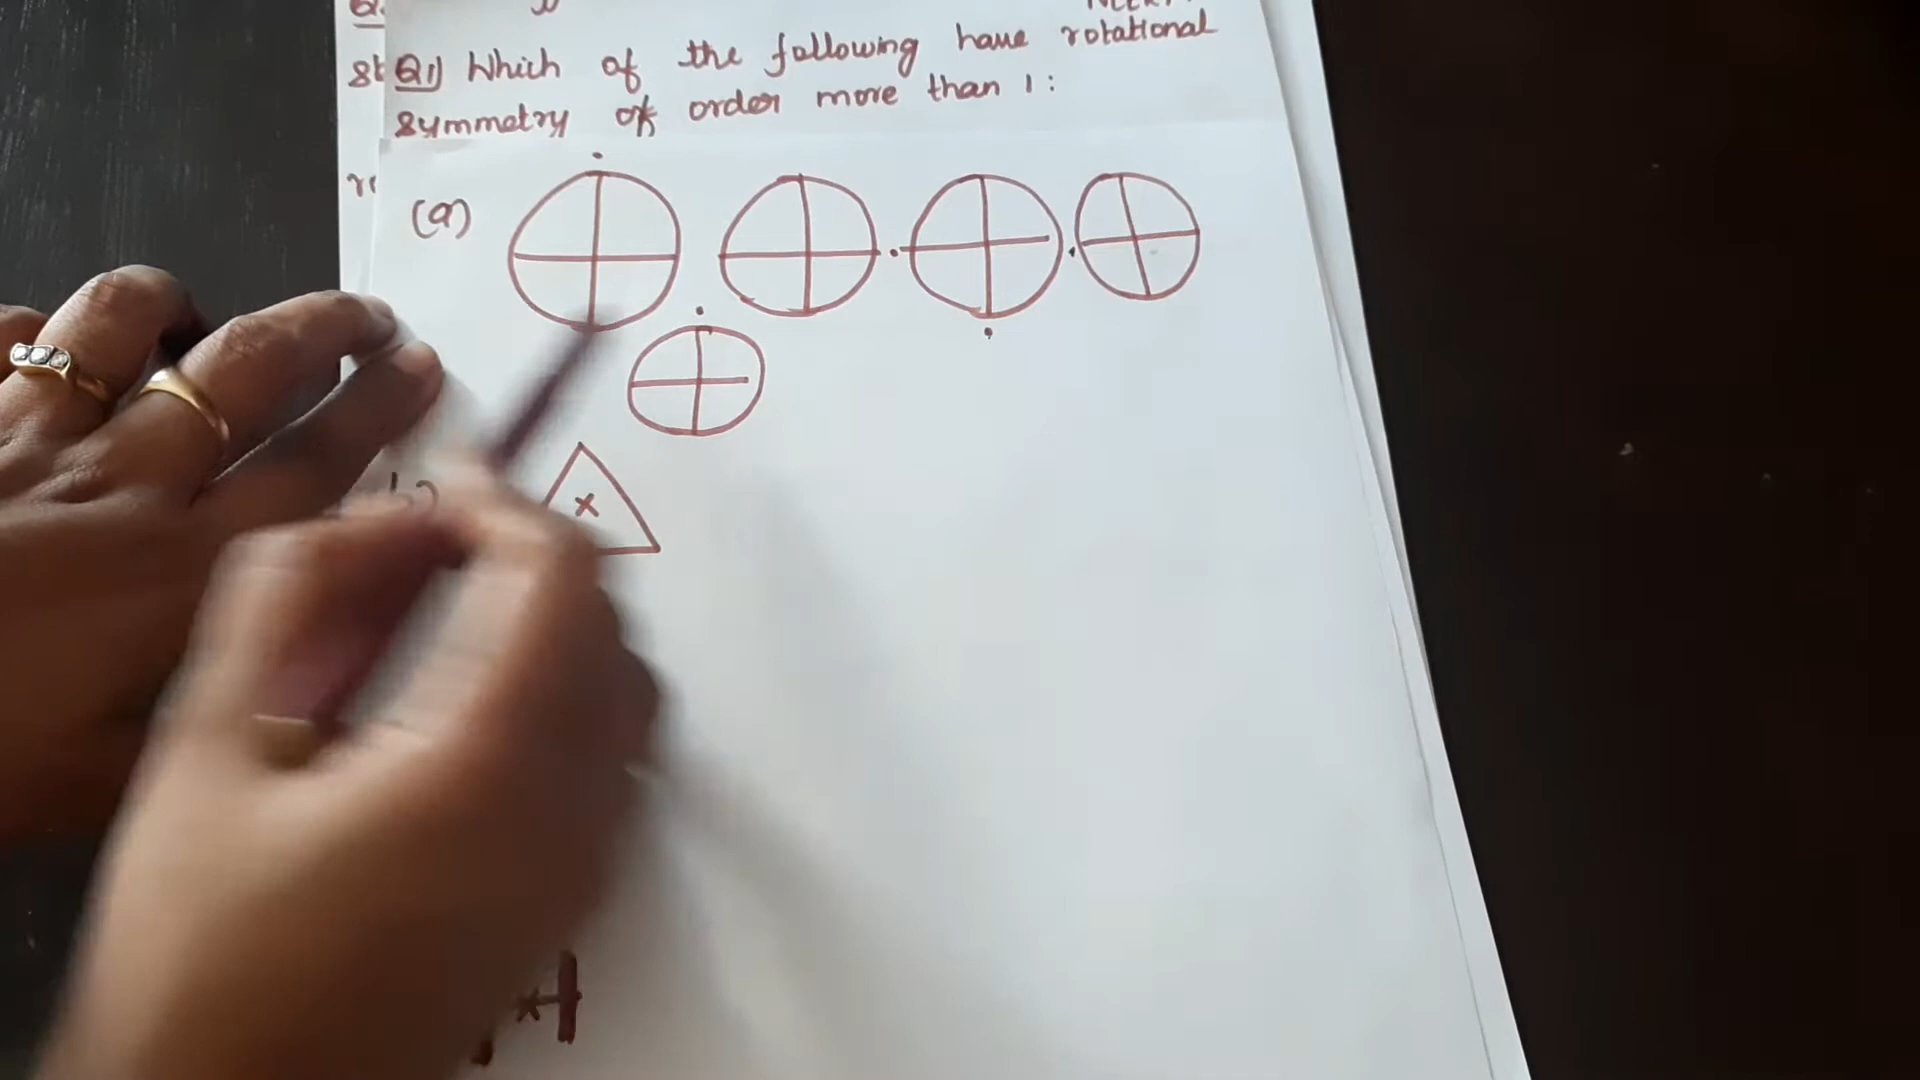 Q1) Which of the following have rotational
symmetry of order more than 1:
(a)
x